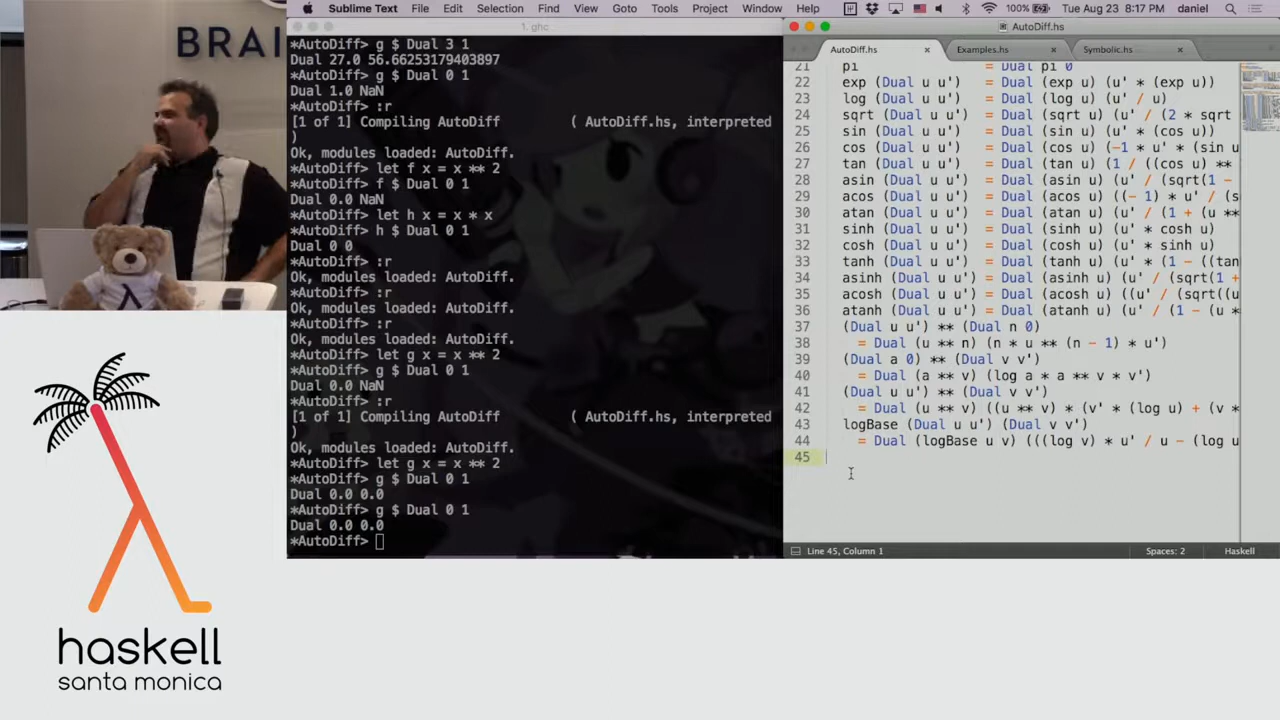 BRAI
Sublime Text File Edit Selection Find View Goto Tools Project Window Help 100% Tue Aug 23 8:17 PM daniel
1. ghc
*AutoDiff> g $ Dual 3 1
Dual 27.0 56.66253179403897
*AutoDiff> g $ Dual 0 1
Dual 1.0 NaN
*AutoDiff> :r
[1 of 1] Compiling AutoDiff ( AutoDiff.hs, interpreted
)
Ok, modules loaded: AutoDiff.
*AutoDiff> let f x = x ** 2
*AutoDiff> f $ Dual 0 1
Dual 0.0 NaN
*AutoDiff> let h x = x * x
*AutoDiff> h $ Dual 0 1
Dual 0 0
*AutoDiff> :r
Ok, modules loaded: AutoDiff.
*AutoDiff> :r
Ok, modules loaded: AutoDiff.
*AutoDiff> :r
Ok, modules loaded: AutoDiff.
*AutoDiff> let g x = x ** 2
*AutoDiff> g $ Dual 0 1
Dual 0.0 NaN
*AutoDiff> :r
[1 of 1] Compiling AutoDiff ( AutoDiff.hs, interpreted
)
Ok, modules loaded: AutoDiff.
*AutoDiff> let g x = x ** 2
*AutoDiff> g $ Dual 0 1
Dual 0.0 0.0
*AutoDiff> g $ Dual 0 1
Dual 0.0 0.0
*AutoDiff>
AutoDiff.hs
AutoDiff.hs Examples.hs Symbolic.hs
21 pi = Dual pi 0
22 exp (Dual u u') = Dual (exp u) (u' * (exp u))
23 log (Dual u u') = Dual (log u) (u' / u)
24 sqrt (Dual u u') = Dual (sqrt u) (u' / (2 * sqrt
25 sin (Dual u u') = Dual (sin u) (u' * (cos u))
26 cos (Dual u u') = Dual (cos u) (-1 * u' * (sin u
27 tan (Dual u u') = Dual (tan u) (1 / ((cos u) **
28 asin (Dual u u') = Dual (asin u) (u' / (sqrt(1 -
29 acos (Dual u u') = Dual (acos u) ((- 1) * u' / (s
30 atan (Dual u u') = Dual (atan u) (u' / (1 + (u **
31 sinh (Dual u u') = Dual (sinh u) (u' * cosh u)
32 cosh (Dual u u') = Dual (cosh u) (u' * sinh u)
33 tanh (Dual u u') = Dual (tanh u) (u' * (1 - ((tan
34 asinh (Dual u u') = Dual (asinh u) (u' / (sqrt(1 +
35 acosh (Dual u u') = Dual (acosh u) ((u' / (sqrt((u
36 atanh (Dual u u') = Dual (atanh u) (u' / (1 - (u *
37 (Dual u u') ** (Dual n 0)
38 = Dual (u ** n) (n * u ** (n - 1) * u')
39 (Dual a 0) ** (Dual v v')
40 = Dual (a ** v) (log a * a ** v * v')
41 (Dual u u') ** (Dual v v')
42 = Dual (u ** v) ((u ** v) * (v' * (log u) + (v *
43 logBase (Dual u u') (Dual v v')
44 = Dual (logBase u v) (((log v) * u' / u - (log u
45
Line 45, Column 1 Spaces: 2 Haskell
haskell
santa monica